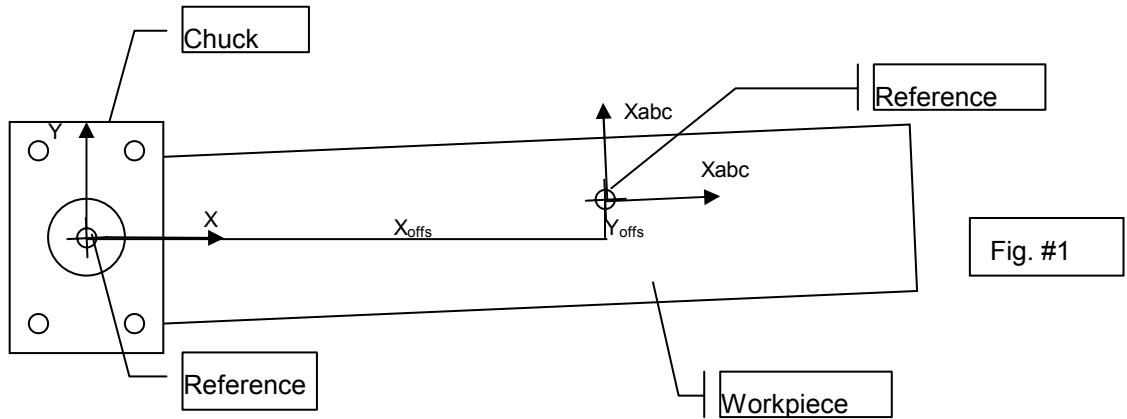 Chuck
Reference
Y
Xabc
Xabc
X
Xoffs
Yoffs
Fig. #1
Reference
Workpiece